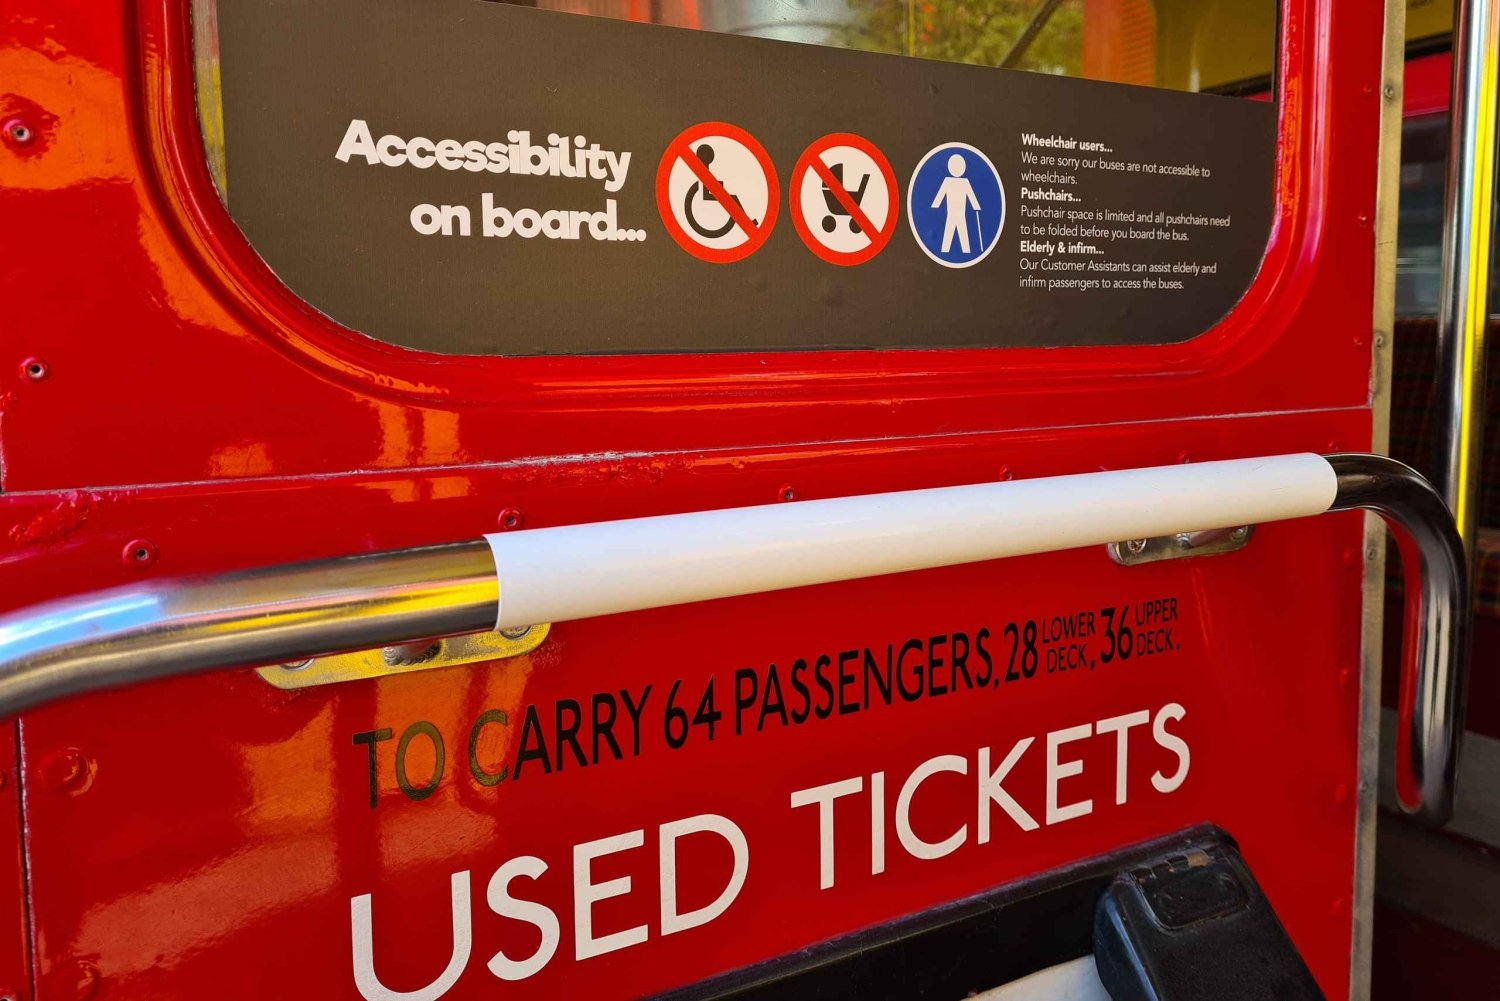 Accessibility
on board...
Wheelchair users...
We are sorry our buses are not accessible to
wheelchairs.
Pushchairs...
Pushchair space is limited and all pushchairs need
to be folded before you board the bus.
Elderly & infirm...
Our Customer Assistants can assist elderly and
infirm passengers to access the buses.
TO CARRY 64 PASSENGERS, 28 LOWER DECK, 36 UPPER DECK.
USED TICKETS